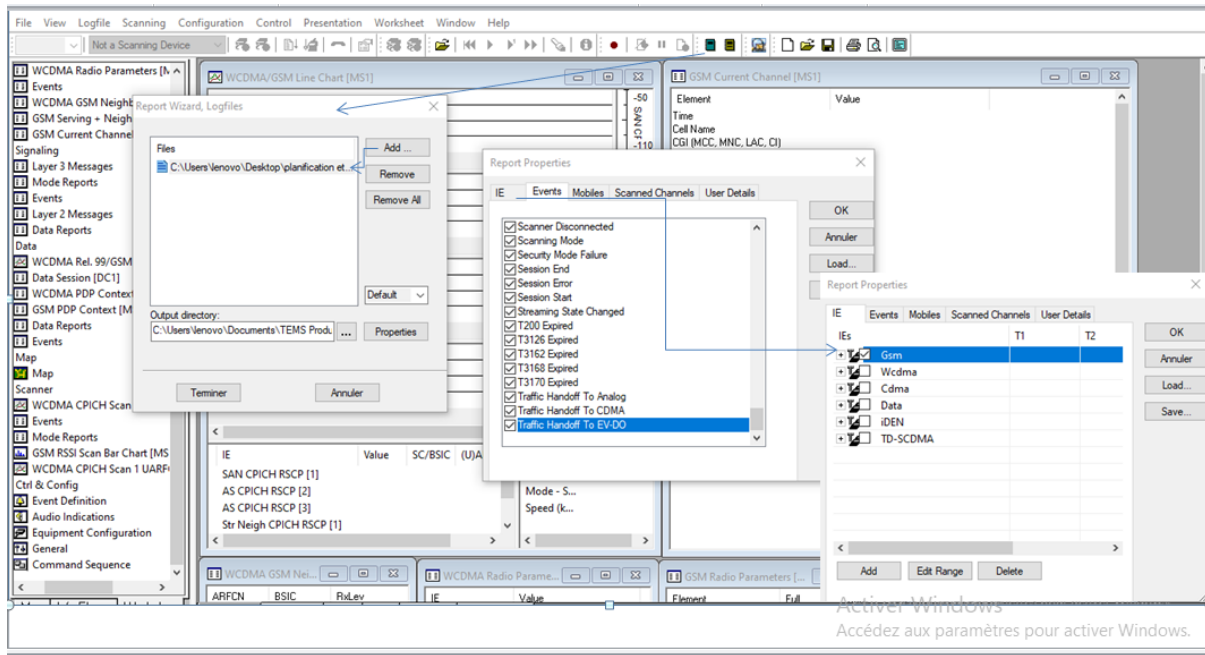 File View Logfile Scanning Configuration Control Presentation Worksheet Window Help
Not a Scanning Device
WCDMA Radio Parameters [M
Events
WCDMA GSM Neighb
GSM Serving + Neigh
GSM Current Channe
Signaling
Layer 3 Messages
Mode Reports
Events
Layer 2 Messages
Data Reports
Data
WCDMA Rel. 99/GSM
Data Session [DC1]
WCDMA PDP Context
GSM PDP Context [M
Data Reports
Events
Map
Map
Scanner
WCDMA CPICH Scan
Events
Mode Reports
GSM RSSI Scan Bar Chart [MS
WCDMA CPICH Scan 1 UARF
Ctrl & Config
Event Definition
Audio Indications
Equipment Configuration
General
Command Sequence
WCDMA/GSM Line Chart [MS1]
-50
SAN CF
-110
Report Wizard, Logfiles
Files
C:\Users\lenovo\Desktop\planification et...
Add ...
Remove
Remove All
Default
Output directory:
C:\Users\lenovo\Documents\TEMS Produ
...
Properties
Terminer
Annuler
IE Value SC/BSIC (U)A
SAN CPICH RSCP [1]
AS CPICH RSCP [2]
AS CPICH RSCP [3]
Str Neigh CPICH RSCP [1]
Mode - S...
Speed (k...
GSM Current Channel [MS1]
Element Value
Time
Cell Name
CGI (MCC, MNC, LAC, CI)
Report Properties
IE Events Mobiles Scanned Channels User Details
Scanner Disconnected
Scanning Mode
Security Mode Failure
Session End
Session Error
Session Start
Streaming State Changed
T200 Expired
T3126 Expired
T3162 Expired
T3168 Expired
T3170 Expired
Traffic Handoff To Analog
Traffic Handoff To CDMA
Traffic Handoff To EV-DO
OK
Annuler
Load...
Report Properties
IE Events Mobiles Scanned Channels User Details
IEs T1 T2
Gsm
Wcdma
Cdma
Data
iDEN
TD-SCDMA
OK
Annuler
Load...
Save...
Add
Edit Range
Delete
WCDMA GSM Nei...
ARFCN BSIC RxLev
WCDMA Radio Parame...
IE Value
GSM Radio Parameters [...
Element Full
Activer Windows
Accédez aux paramètres pour activer Windows.